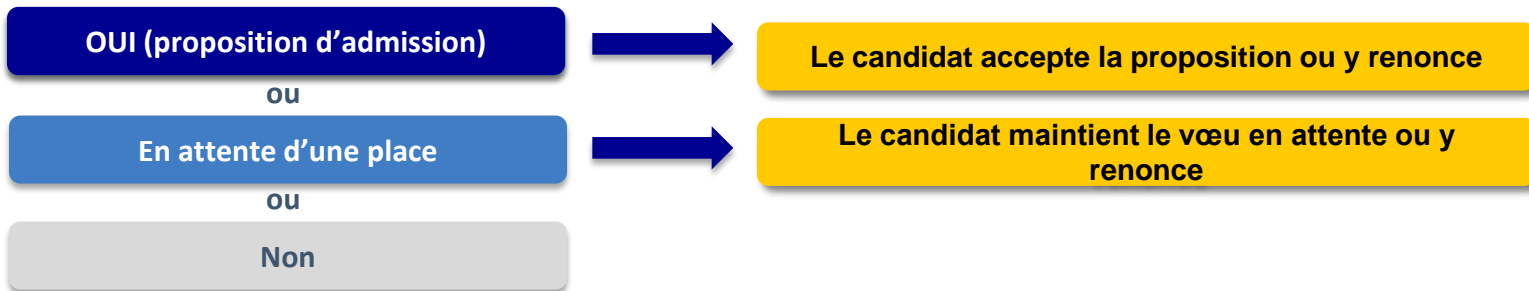 OUI (proposition d’admission)
Le candidat accepte la proposition ou y renonce
ou
En attente d’une place
Le candidat maintient le vœu en attente ou y
renonce
ou
Non